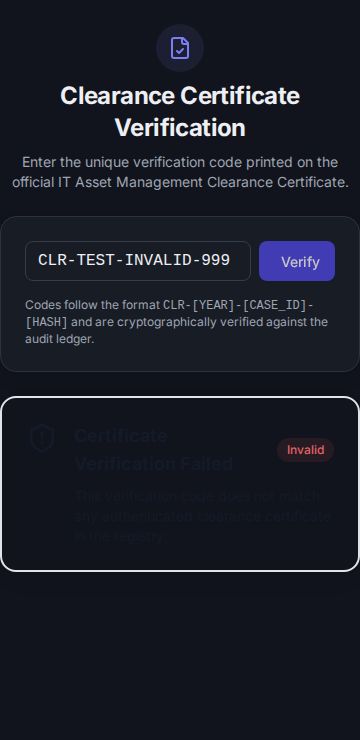 Clearance Certificate
Verification
Enter the unique verification code printed on the
official IT Asset Management Clearance Certificate.
CLR-TEST-INVALID-999
Verify
Codes follow the format CLR-[YEAR]-[CASE_ID]-
[HASH] and are cryptographically verified against the
audit ledger.
Certificate
Verification Failed
Invalid
This verification code does not match
any authenticated clearance certificate
in the registry.